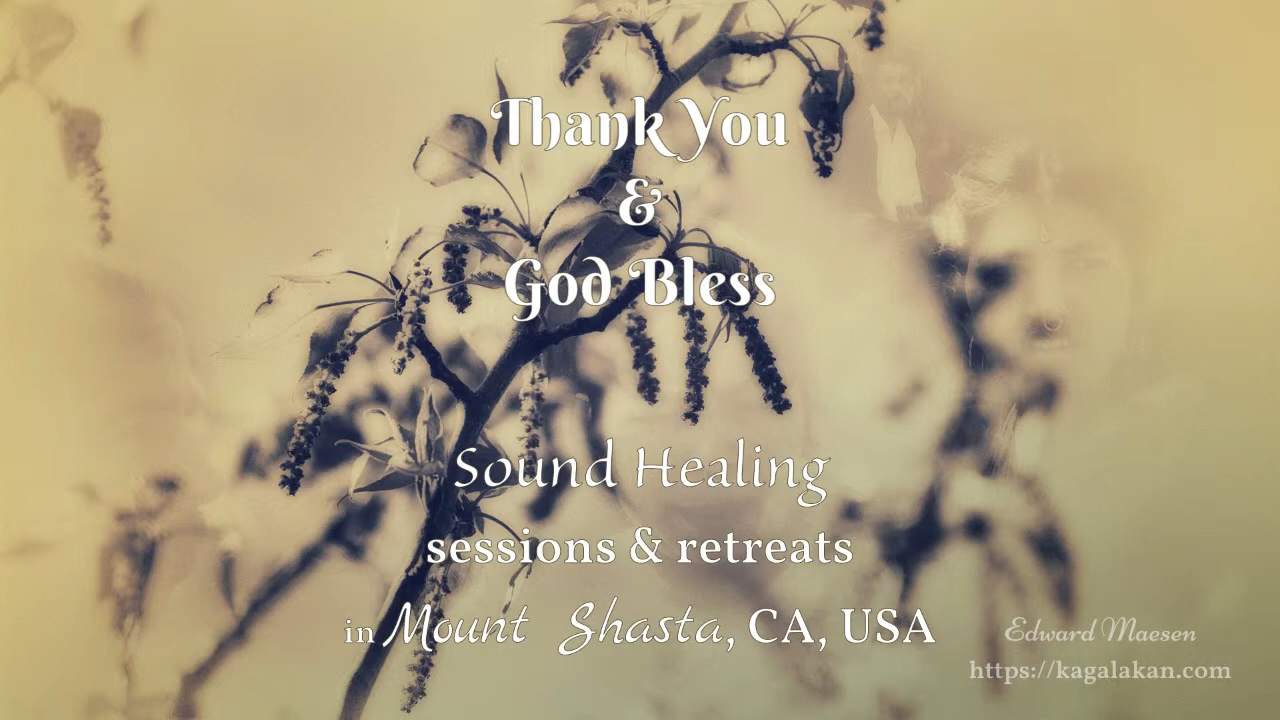 Thank You
&
God Bless
Sound Healing
sessions & retreats
in Mount Shasta, CA, USA
Edward Maesen
https://kagalakan.com